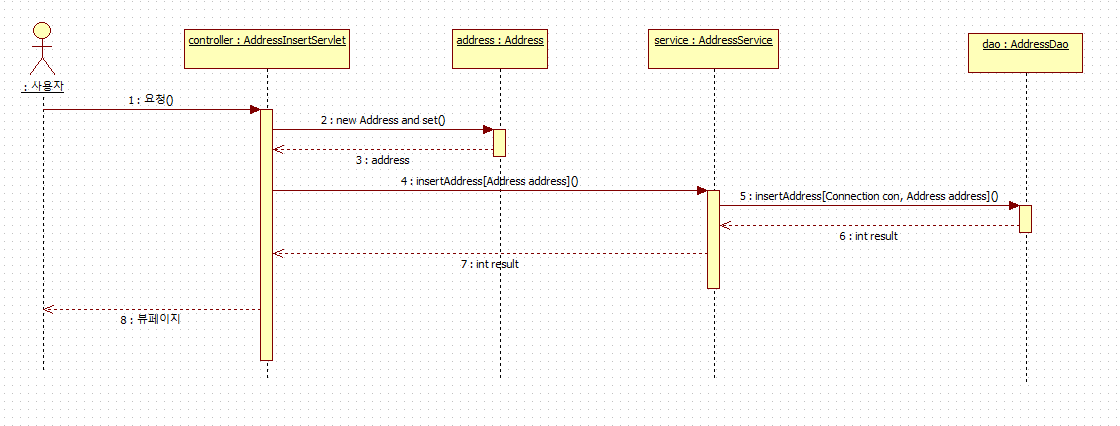 controller : AddressInsertServlet
address : Address
service : AddressService
dao : AddressDao
: 사용자
1 : 요청()
2 : new Address and set()
3 : address
4 : insertAddress[Address address]()
5 : insertAddress[Connection con, Address address]()
6 : int result
7 : int result
8 : 뷰페이지